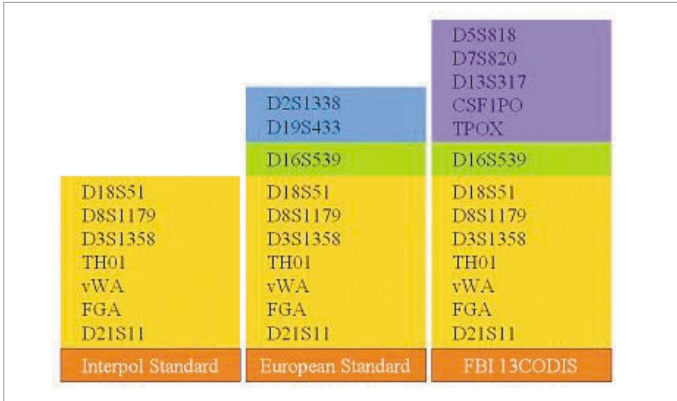 D18S51
D8S1179
D3S1358
TH01
vWA
FGA
D21S11
Interpol Standard
D2S1338
D19S433
D16S539
D18S51
D8S1179
D3S1358
TH01
vWA
FGA
D21S11
European Standard
D5S818
D7S820
D13S317
CSF1PO
TPOX
D16S539
D18S51
D8S1179
D3S1358
TH01
vWA
FGA
D21S11
FBI 13CODIS